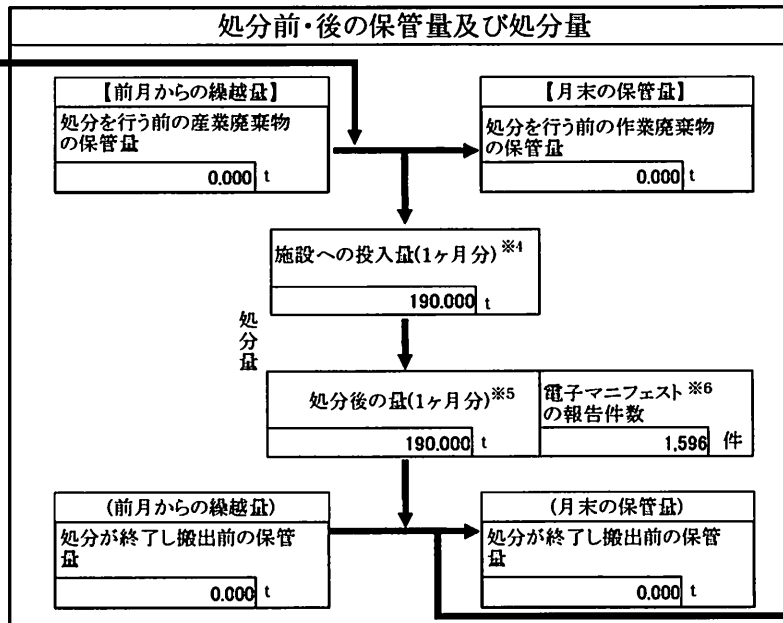 処分前・後の保管量及び処分量
【前月からの繰越量】
処分を行う前の産業廃棄物
の保管量
0.000 t
【月末の保管量】
処分を行う前の作業廃棄物
の保管量
0.000 t
施設への投入量(1ヶ月分)※4
190.000 t
処分量
処分後の量(1ヶ月分)※5
190.000 t
電子マニフェスト※6
の報告件数
1,596 件
(前月からの繰越量)
処分が終了し搬出前の保管
量
0.000 t
(月末の保管量)
処分が終了し搬出前の保管
量
0.000 t